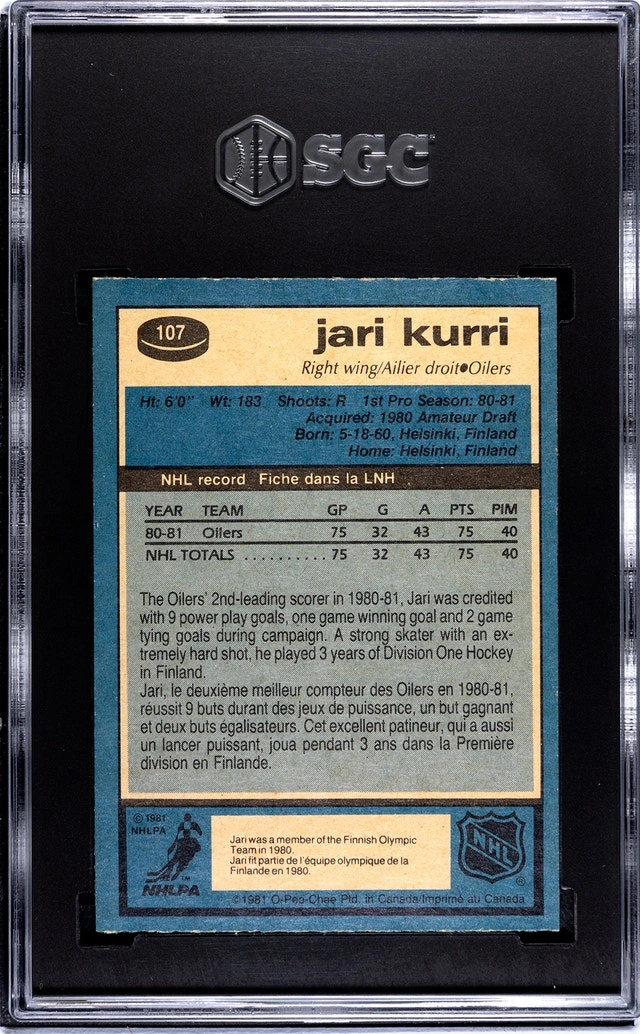 SGC
107
jari kurri
Right wing/Ailier droit•Oilers
Ht: 6'0" Wt: 183 Shoots: R 1st Pro Season: 80-81
Acquired: 1980 Amateur Draft
Born: 5-18-60, Helsinki, Finland
Home: Helsinki, Finland
NHL record Fiche dans la LNH
YEAR TEAM GP G A PTS PIM
80-81 Oilers 75 32 43 75 40
NHL TOTALS .......... 75 32 43 75 40
The Oilers' 2nd-leading scorer in 1980-81, Jari was credited
with 9 power play goals, one game winning goal and 2 game
tying goals during campaign. A strong skater with an ex-
tremely hard shot, he played 3 years of Division One Hockey
in Finland.
Jari, le deuxième meilleur compteur des Oilers en 1980-81,
réussit 9 buts durant des jeux de puissance, un but gagnant
et deux buts égalisateurs. Cet excellent patineur, qui a aussi
un lancer puissant, joua pendant 3 ans dans la Première
division en Finlande.
©1981
NHLPA
NHLPA
TM
Jari was a member of the Finnish Olympic
Team in 1980.
Jari fit partie de l'équipe olympique de la
Finlande en 1980.
NHL
®
©1981 O-Pee-Chee Ptd. in Canada/Imprimé au Canada